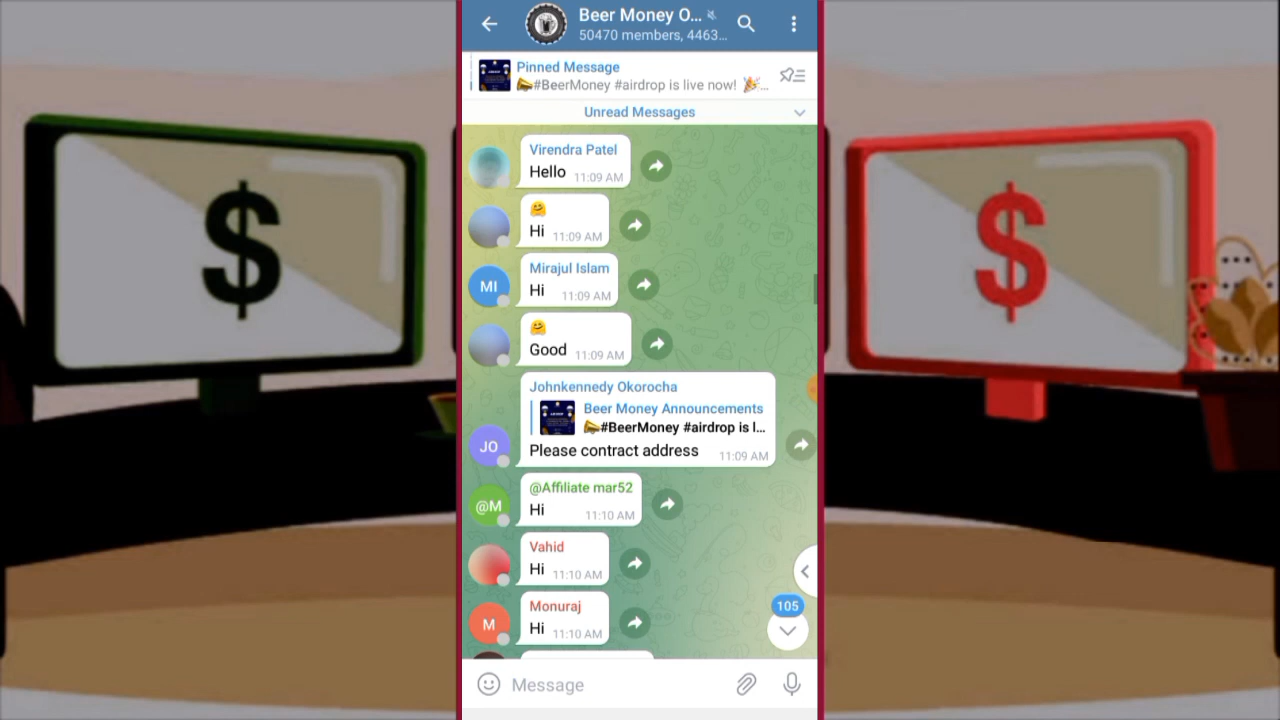 $
Beer Money O...
50470 members, 4463...
Pinned Message
📣#BeerMoney #airdrop is live now! 🎉...
Unread Messages
Virendra Patel
Hello 11:09 AM
🤗
Hi 11:09 AM
MI
Mirajul Islam
Hi 11:09 AM
🤗
Good 11:09 AM
Johnkennedy Okorocha
Beer Money Announcements
📣#BeerMoney #airdrop is l...
JO
Please contract address 11:09 AM
@Affiliate mar52
@M
Hi 11:10 AM
Vahid
Hi 11:10 AM
Monuraj
M
Hi 11:10 AM
105
Message
$